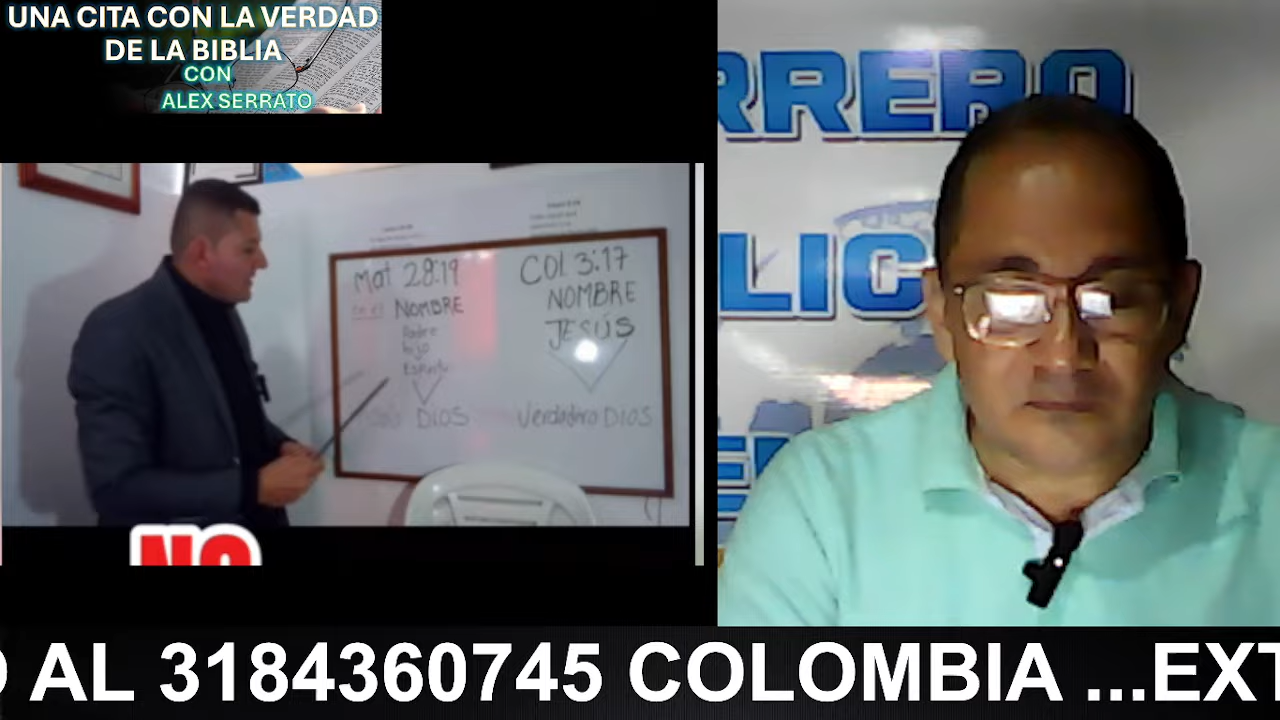 UNA CITA CON LA VERDAD
DE LA BIBLIA
CON
ALEX SERRATO
Mat 28:19
NOMBRE
Padre
hijo
DIOS
COl 3:17
NOMBRE
JESÚS
Verdadero DIOS
RRERO
LIC
NO
O AL 3184360745 COLOMBIA ...EXT